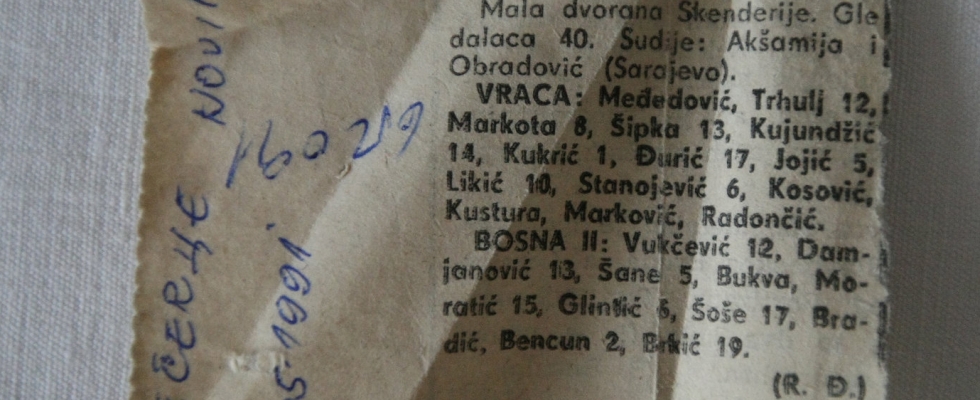 Mala dvorana Skenderije. Gle
dalaca 40. Sudije: Akšamija i
Obradović (Sarajevo).
VRACA: Međedović, Trhulj 12,
Markota 8, Šipka 13, Kujundžić
14, Kukrić 1, Đurić 17, Jojić 5,
Likić 10, Stanojević 6, Kosović,
Kustura, Marković, Radončić.
BOSNA II: Vukčević 12, Dam-
janović 13, Šane 5, Bukva, Mo-
ratić 15, Glintić 6, Šoše 17, Bra-
dić, Bencun 2, Brkić 19.
(R. Đ.)
1991.